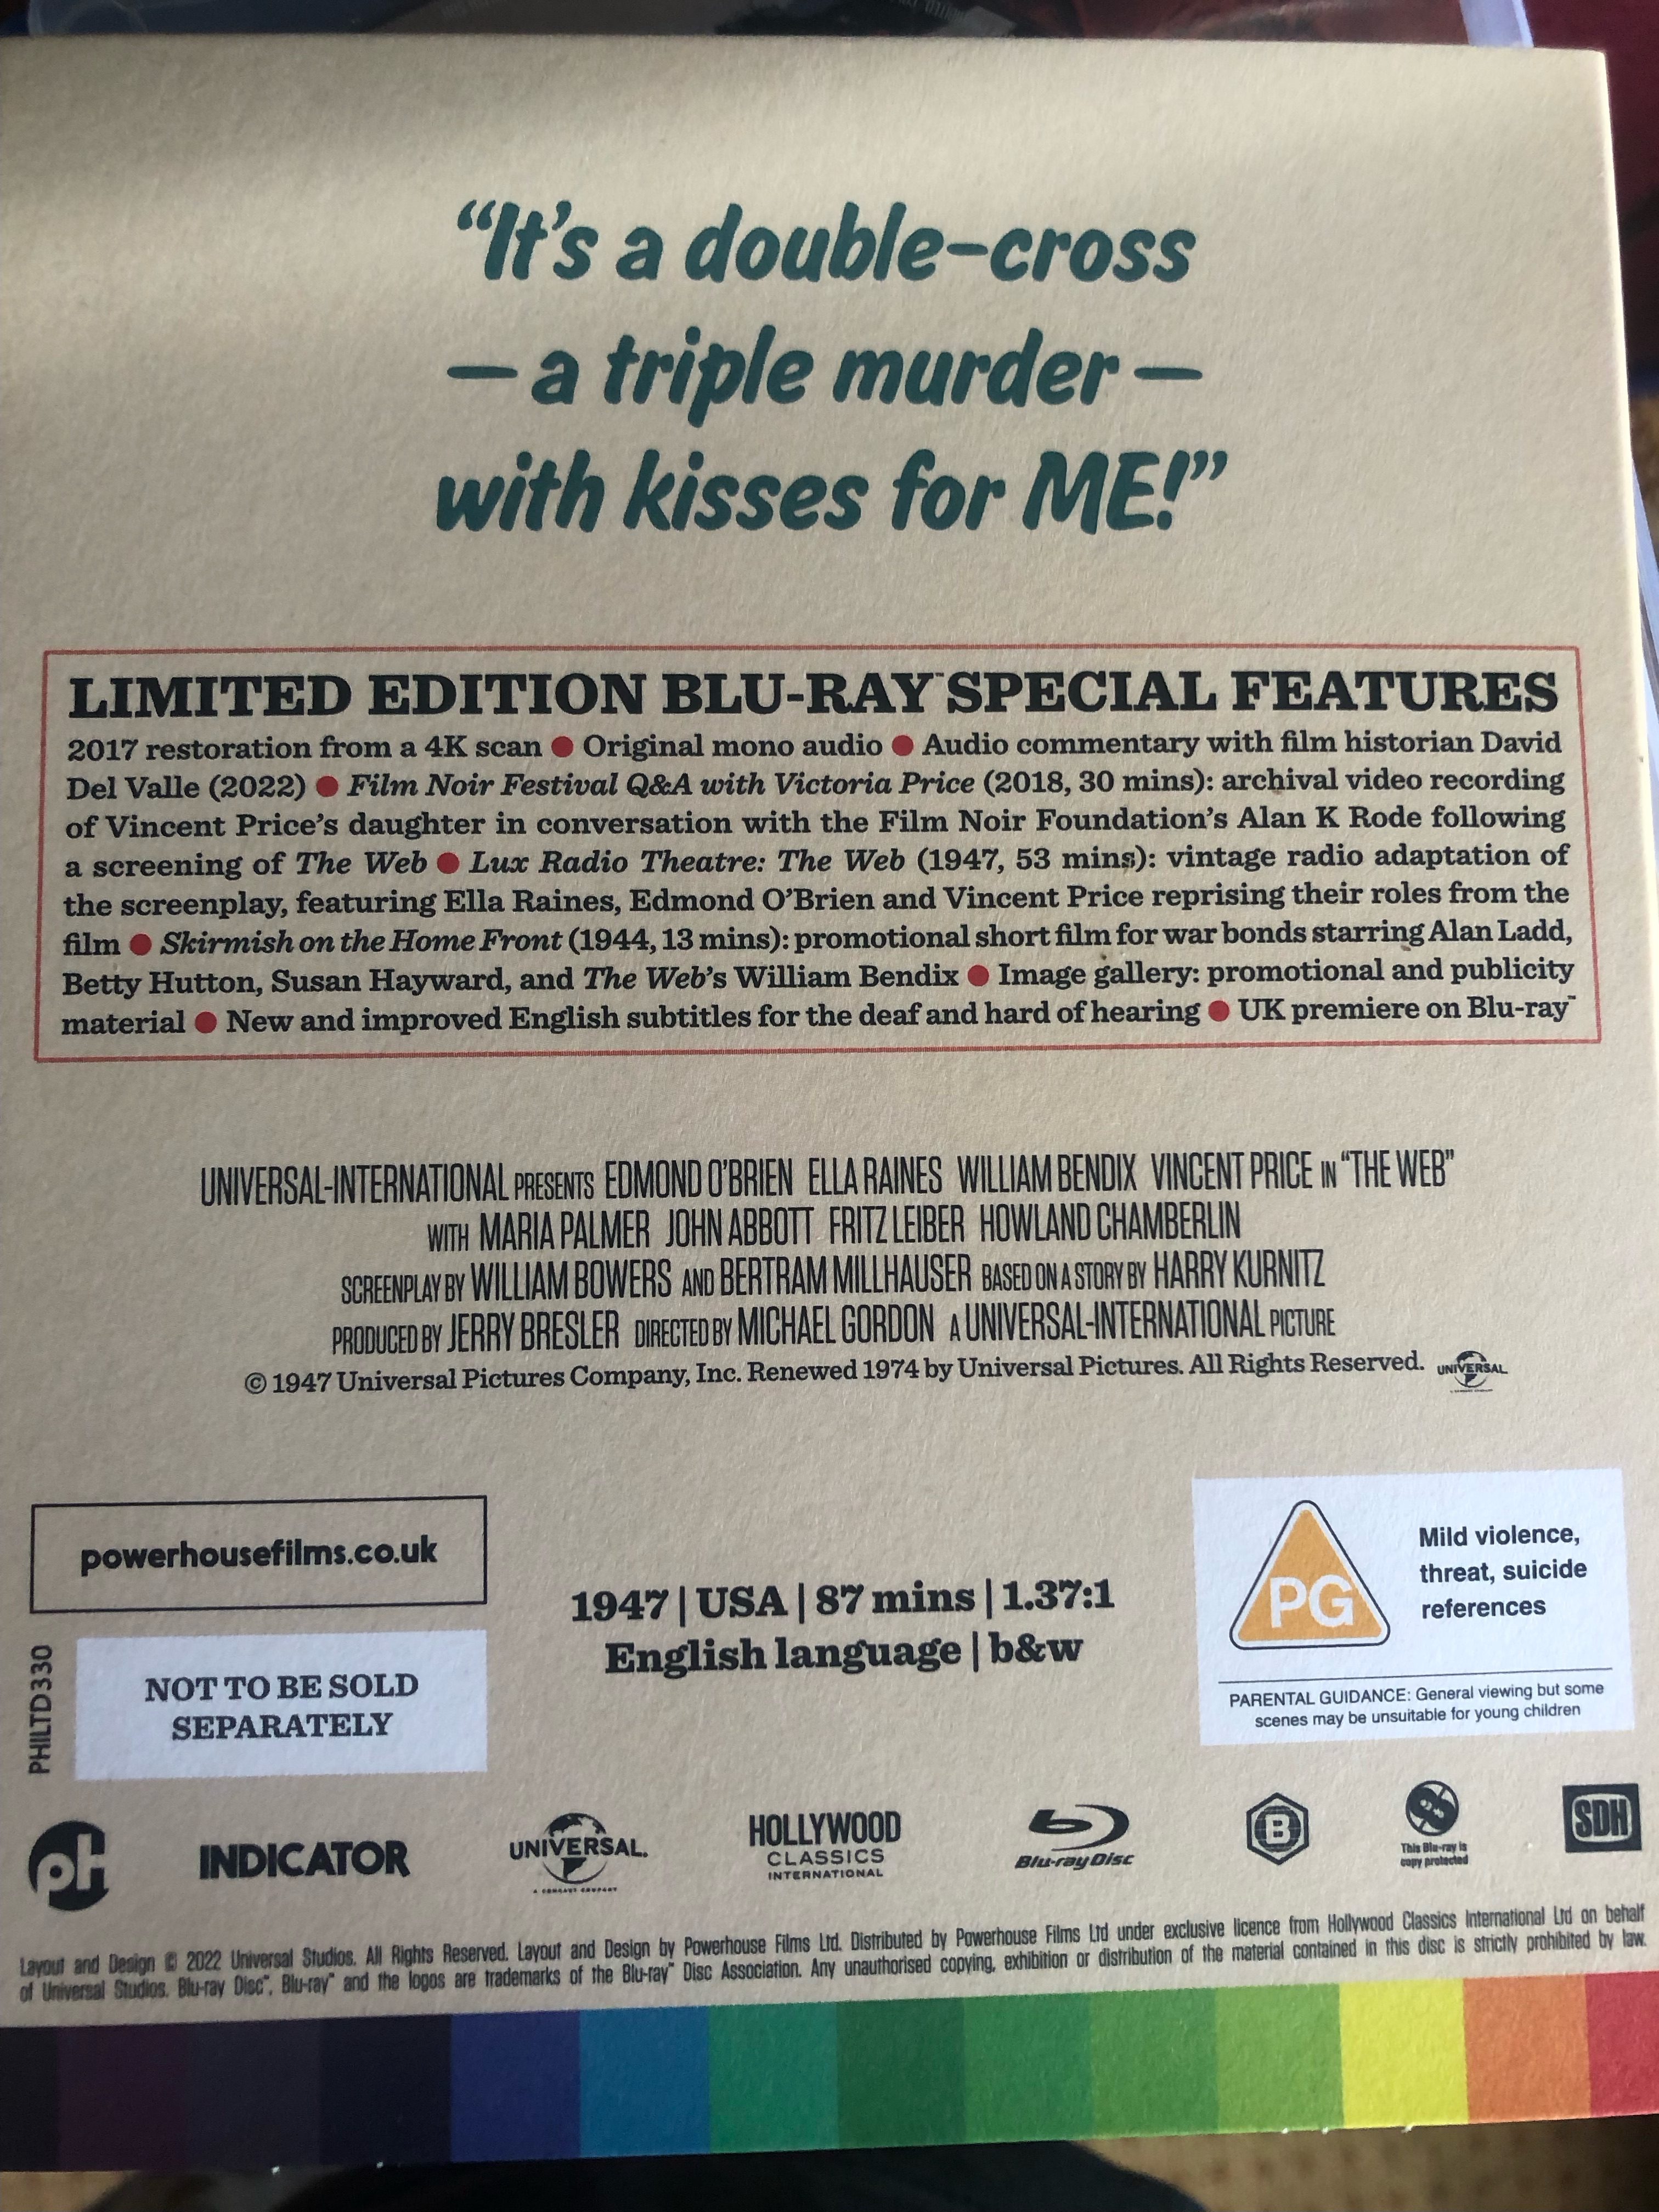 “It’s a double–cross
– a triple murder –
with kisses for ME!”
LIMITED EDITION BLU-RAY™ SPECIAL FEATURES
2017 restoration from a 4K scan ● Original mono audio ● Audio commentary with film historian David
Del Valle (2022) ● Film Noir Festival Q&A with Victoria Price (2018, 30 mins): archival video recording
of Vincent Price’s daughter in conversation with the Film Noir Foundation’s Alan K Rode following
a screening of The Web ● Lux Radio Theatre: The Web (1947, 53 mins): vintage radio adaptation of
the screenplay, featuring Ella Raines, Edmond O’Brien and Vincent Price reprising their roles from the
film ● Skirmish on the Home Front (1944, 13 mins): promotional short film for war bonds starring Alan Ladd,
Betty Hutton, Susan Hayward, and The Web’s William Bendix ● Image gallery: promotional and publicity
material ● New and improved English subtitles for the deaf and hard of hearing ● UK premiere on Blu-ray™
UNIVERSAL-INTERNATIONAL PRESENTS EDMOND O’BRIEN ELLA RAINES WILLIAM BENDIX VINCENT PRICE IN “THE WEB”
WITH MARIA PALMER JOHN ABBOTT FRITZ LEIBER HOWLAND CHAMBERLIN
SCREENPLAY BY WILLIAM BOWERS AND BERTRAM MILLHAUSER BASED ON A STORY BY HARRY KURNITZ
PRODUCED BY JERRY BRESLER DIRECTED BY MICHAEL GORDON A UNIVERSAL-INTERNATIONAL PICTURE
© 1947 Universal Pictures Company, Inc. Renewed 1974 by Universal Pictures. All Rights Reserved. UNIVERSAL
powerhousefilms.co.uk
PHILTD330
NOT TO BE SOLD
SEPARATELY
1947 | USA | 87 mins | 1.37:1
English language | b&w
PG
Mild violence,
threat, suicide
references
PARENTAL GUIDANCE: General viewing but some
scenes may be unsuitable for young children
pH
INDICATOR
UNIVERSAL
A COMCAST COMPANY
HOLLYWOOD
CLASSICS
INTERNATIONAL
Blu-ray Disc
B
This Blu-ray is
copy protected
SDH
Layout and Design © 2022 Universal Studios. All Rights Reserved. Layout and Design by Powerhouse Films Ltd. Distributed by Powerhouse Films Ltd under exclusive licence from Hollywood Classics International Ltd on behalf
of Universal Studios. Blu-ray Disc™, Blu-ray™ and the logos are trademarks of the Blu-ray™ Disc Association. Any unauthorised copying, exhibition or distribution of the material contained in this disc is strictly prohibited by law.